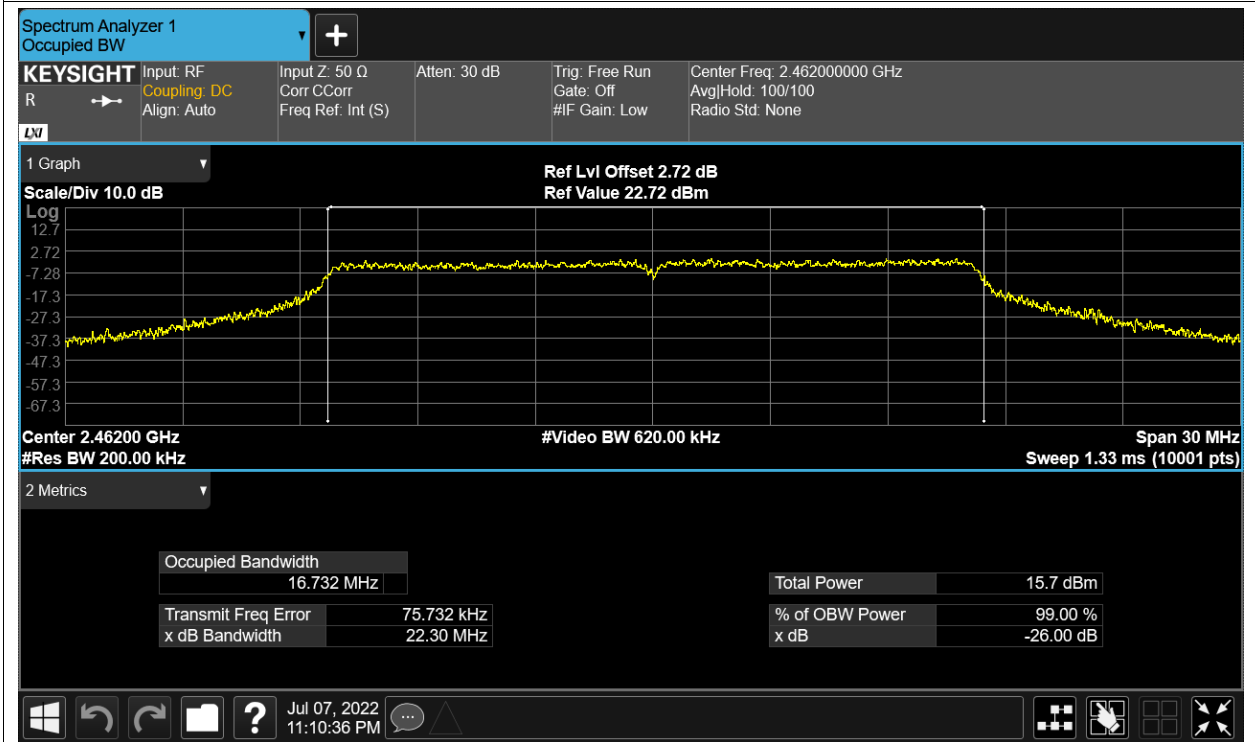 Spectrum Analyzer 1
Occupied BW
KEYSIGHT
R
LXI
Input: RF
Coupling: DC
Align: Auto
Input Z: 50 Ω
Corr CCorr
Freq Ref: Int (S)
Atten: 30 dB
Trig: Free Run
Gate: Off
#IF Gain: Low
Center Freq: 2.462000000 GHz
Avg|Hold: 100/100
Radio Std: None
1 Graph
Scale/Div 10.0 dB
Ref Lvl Offset 2.72 dB
Ref Value 22.72 dBm
Log
12.7
2.72
-7.28
-17.3
-27.3
-37.3
-47.3
-57.3
-67.3
Center 2.46200 GHz
#Res BW 200.00 kHz
#Video BW 620.00 kHz
Span 30 MHz
Sweep 1.33 ms (10001 pts)
2 Metrics
Occupied Bandwidth
16.732 MHz
Transmit Freq Error 75.732 kHz
x dB Bandwidth 22.30 MHz
Total Power 15.7 dBm
% of OBW Power 99.00 %
x dB -26.00 dB
?
Jul 07, 2022
11:10:36 PM